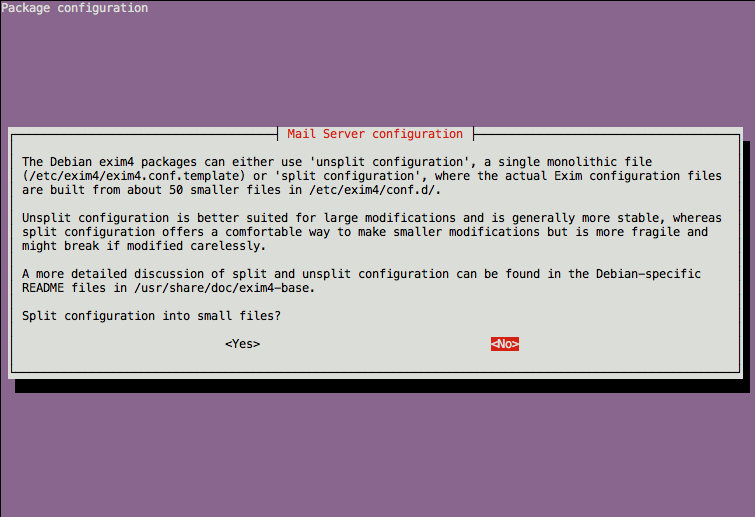 Package configuration
Mail Server configuration
The Debian exim4 packages can either use 'unsplit configuration', a single monolithic file
(/etc/exim4/exim4.conf.template) or 'split configuration', where the actual Exim configuration files
are built from about 50 smaller files in /etc/exim4/conf.d/.
Unsplit configuration is better suited for large modifications and is generally more stable, whereas
split configuration offers a comfortable way to make smaller modifications but is more fragile and
might break if modified carelessly.
A more detailed discussion of split and unsplit configuration can be found in the Debian-specific
README files in /usr/share/doc/exim4-base.
Split configuration into small files?
<Yes> <No>